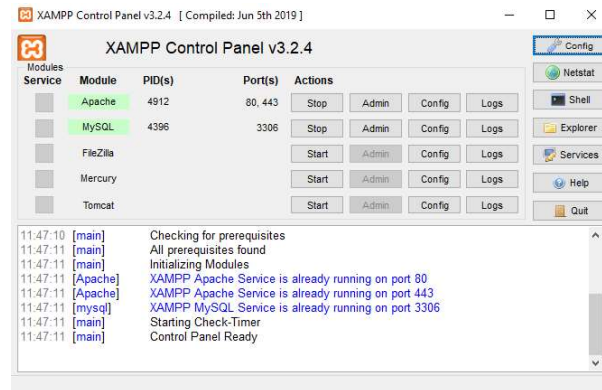 XAMPP Control Panel v3.2.4 [ Compiled: Jun 5th 2019 ]
XAMPP Control Panel v3.2.4
Config
Modules
Service Module PID(s) Port(s) Actions
Netstat
Apache 4912 80, 443 Stop Admin Config Logs
Shell
MySQL 4396 3306 Stop Admin Config Logs
Explorer
FileZilla Start Admin Config Logs
Services
Mercury Start Admin Config Logs
Help
Tomcat Start Admin Config Logs
Quit
11:47:10 [main] Checking for prerequisites
11:47:11 [main] All prerequisites found
11:47:11 [main] Initializing Modules
11:47:11 [Apache] XAMPP Apache Service is already running on port 80
11:47:11 [Apache] XAMPP Apache Service is already running on port 443
11:47:11 [mysql] XAMPP MySQL Service is already running on port 3306
11:47:11 [main] Starting Check-Timer
11:47:11 [main] Control Panel Ready